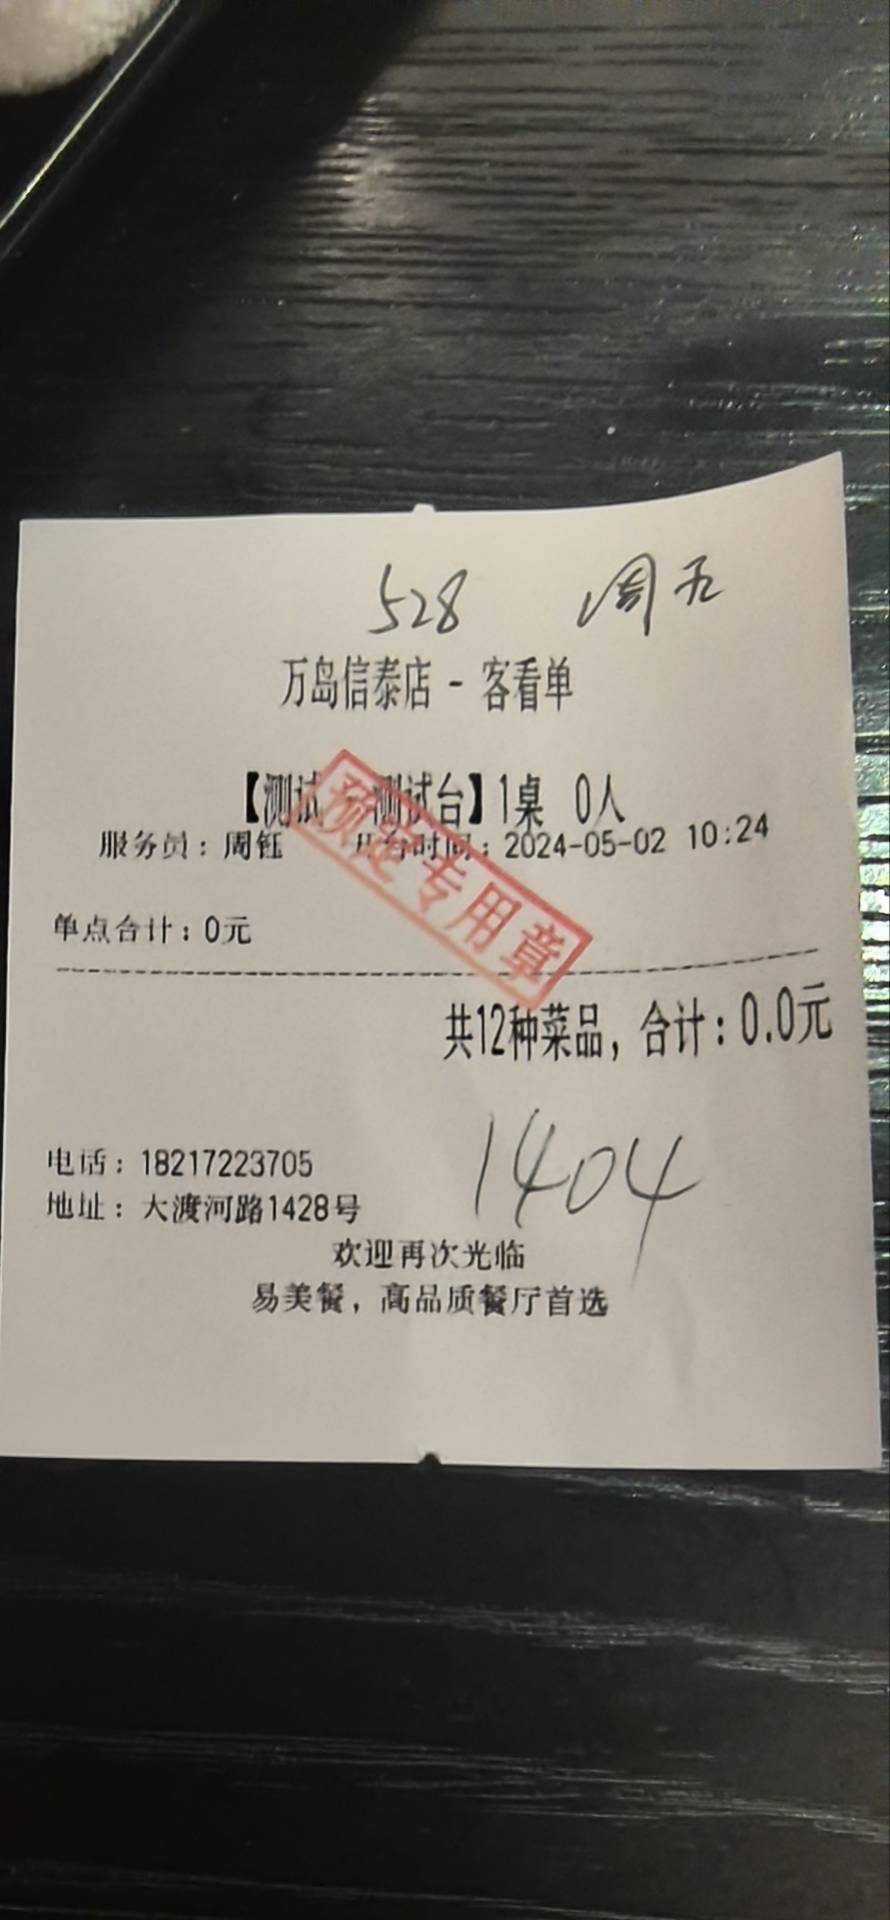 528 周五
万岛信泰店 - 客看单
【测试 - 测试台】1桌 0人
服务员：周钰 开台时间：2024-05-02 10:24
预定专用章
单点合计：0元
共12种菜品，合计：0.0元
1404
电话：18217223705
地址：大渡河路1428号
欢迎再次光临
易美餐，高品质餐厅首选